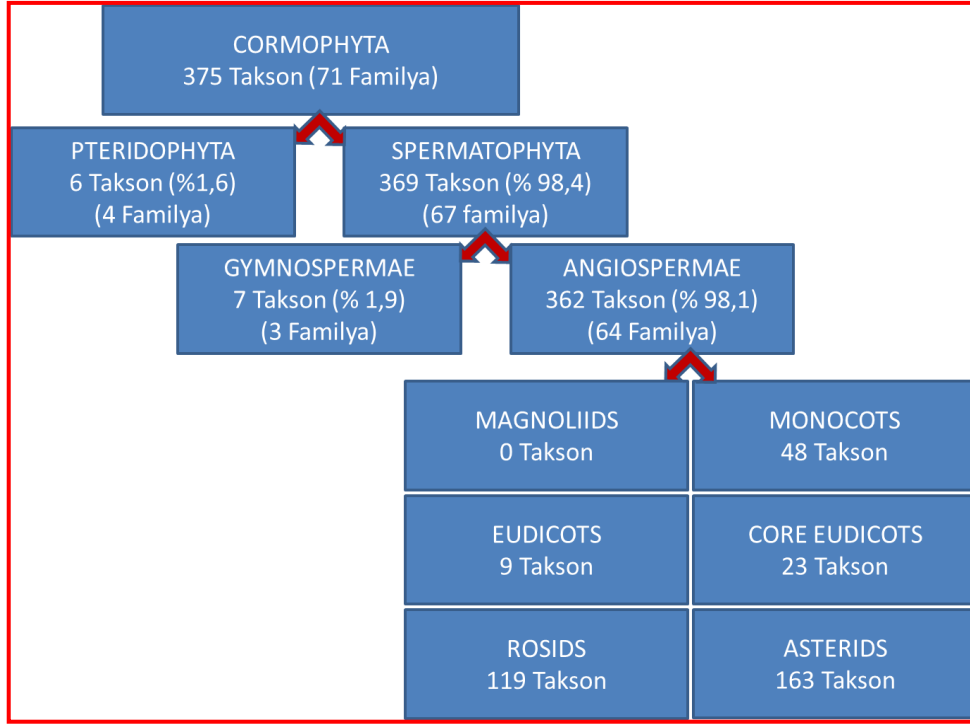 CORMOPHYTA
375 Takson (71 Familya)
PTERIDOPHYTA
6 Takson (%1,6)
(4 Familya)
SPERMATOPHYTA
369 Takson (% 98,4)
(67 familya)
GYMNOSPERMAE
7 Takson (% 1,9)
(3 Familya)
ANGIOSPERMAE
362 Takson (% 98,1)
(64 Familya)
MAGNOLIIDS
0 Takson
MONOCOTS
48 Takson
EUDICOTS
9 Takson
CORE EUDICOTS
23 Takson
ROSIDS
119 Takson
ASTERIDS
163 Takson